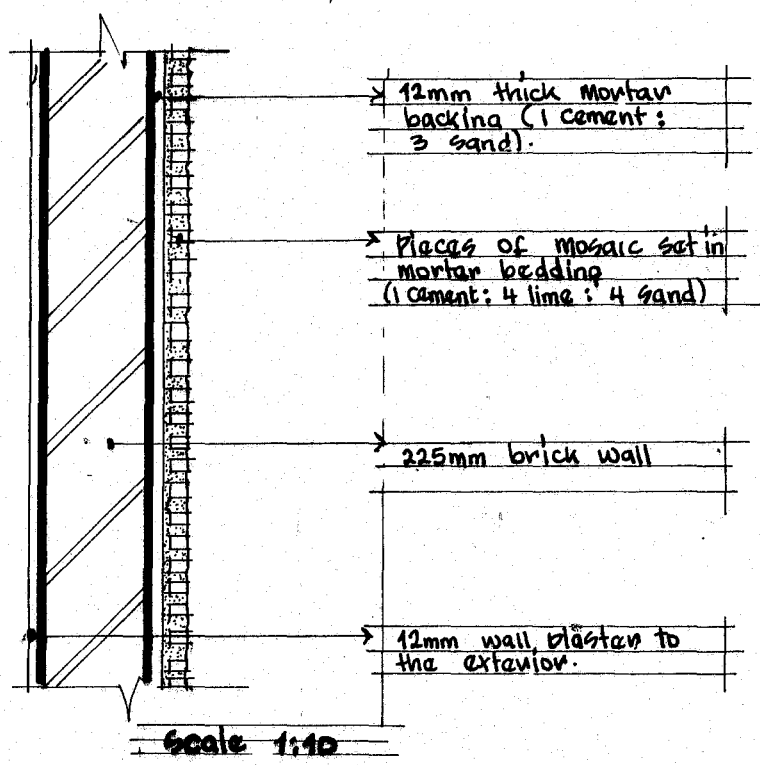 12mm thick mortar
backing (1 cement :
3 sand).
Pieces of mosaic set in
mortar bedding
(1 cement: 4 lime : 4 sand)
225mm brick wall
12mm wall plaster to
the exterior.
Scale 1:10